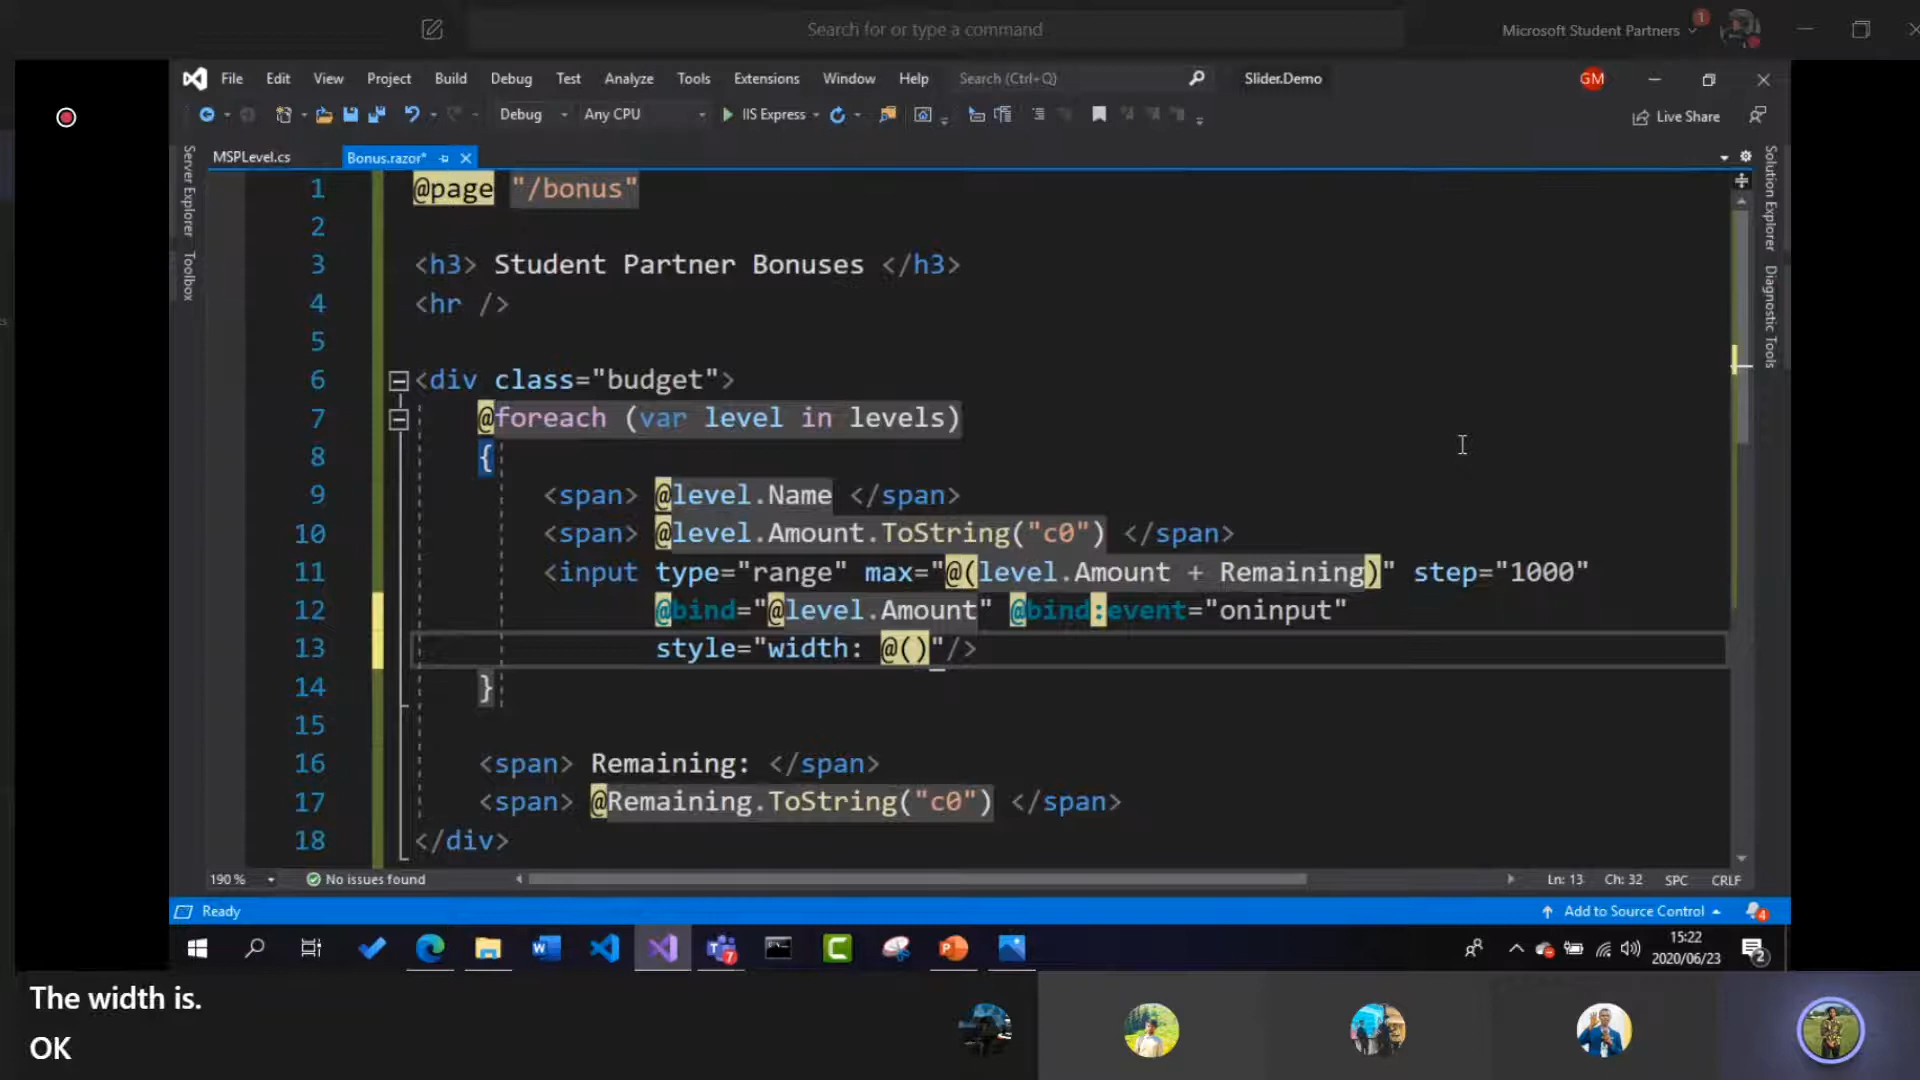 Search for or type a command
Microsoft Student Partners
1
File Edit View Project Build Debug Test Analyze Tools Extensions Window Help Search (Ctrl+Q) Slider.Demo GM
Debug Any CPU IIS Express Live Share
Server Explorer
Toolbox
MSPLevel.cs Bonus.razor*
Solution Explorer
Diagnostic Tools
1 @page "/bonus"
2
3 <h3> Student Partner Bonuses </h3>
4 <hr />
5
6 <div class="budget">
7 @foreach (var level in levels)
8 {
9 <span> @level.Name </span>
10 <span> @level.Amount.ToString("c0") </span>
11 <input type="range" max="@(level.Amount + Remaining)" step="1000"
12 @bind="@level.Amount" @bind:event="oninput"
13 style="width: @()"/>
14 }
15
16 <span> Remaining: </span>
17 <span> @Remaining.ToString("c0") </span>
18 </div>
190 % No issues found Ln: 13 Ch: 32 SPC CRLF
Ready Add to Source Control 4
7
15:22
2020/06/23
2
The width is.
OK